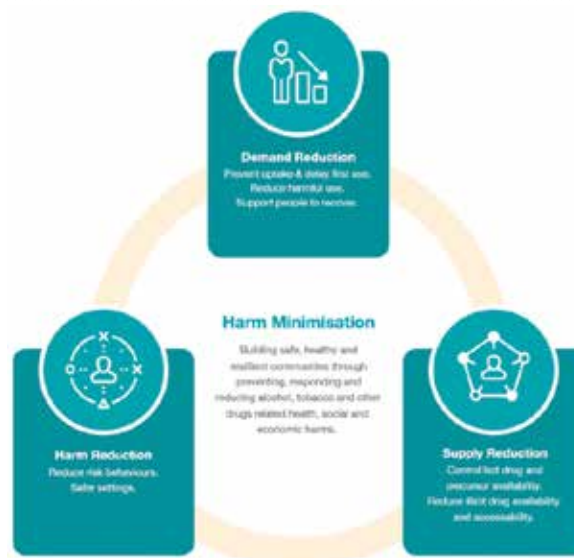 Demand Reduction
Prevent uptake & delay first use.
Reduce harmful use.
Support people to recover.
Harm Minimisation
Building safe, healthy and
resilient communities through
preventing, responding and
reducing alcohol, tobacco and other
drugs related health, social and
economic harms.
Harm Reduction
Reduce risk behaviours.
Safer settings.
Supply Reduction
Control licit drug and
precursor availability.
Reduce illicit drug availability
and accessibility.